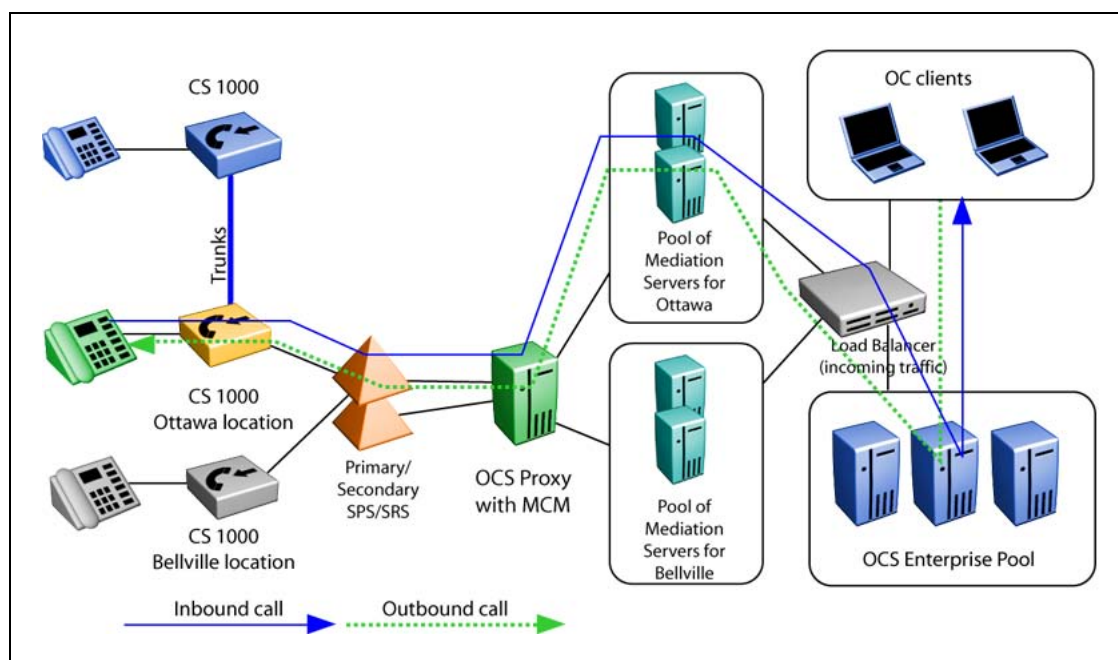 CS 1000
Trunks
CS 1000
Ottawa location
CS 1000
Bellville location
Primary/
Secondary
SPS/SRS
OCS Proxy
with MCM
Pool of
Mediation
Servers for
Ottawa
Pool of
Mediation
Servers for
Bellville
OC clients
Load Balancer
(incoming traffic)
OCS Enterprise Pool
Inbound call
Outbound call